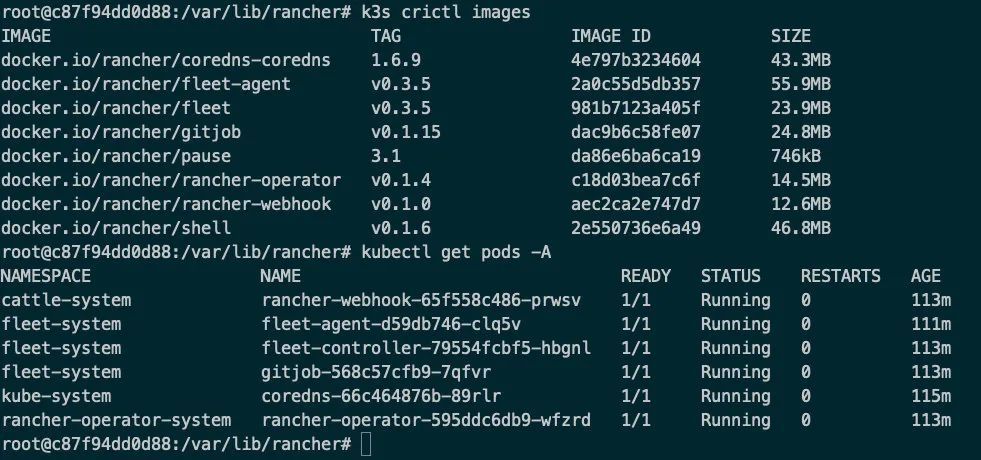 root@c87f94dd0d88:/var/lib/rancher# k3s crictl images
IMAGE TAG IMAGE ID SIZE
docker.io/rancher/coredns-coredns 1.6.9 4e797b3234604 43.3MB
docker.io/rancher/fleet-agent v0.3.5 2a0c55d5db357 55.9MB
docker.io/rancher/fleet v0.3.5 981b7123a405f 23.9MB
docker.io/rancher/gitjob v0.1.15 dac9b6c58fe07 24.8MB
docker.io/rancher/pause 3.1 da86e6ba6ca19 746kB
docker.io/rancher/rancher-operator v0.1.4 c18d03bea7c6f 14.5MB
docker.io/rancher/rancher-webhook v0.1.0 aec2ca2e747d7 12.6MB
docker.io/rancher/shell v0.1.6 2e550736e6a49 46.8MB
root@c87f94dd0d88:/var/lib/rancher# kubectl get pods -A
NAMESPACE NAME READY STATUS RESTARTS AGE
cattle-system rancher-webhook-65f558c486-prwsv 1/1 Running 0 113m
fleet-system fleet-agent-d59db746-clq5v 1/1 Running 0 111m
fleet-system fleet-controller-79554fcbf5-hbgnl 1/1 Running 0 113m
fleet-system gitjob-568c57cfb9-7qfvr 1/1 Running 0 113m
kube-system coredns-66c464876b-89rlr 1/1 Running 0 115m
rancher-operator-system rancher-operator-595ddc6db9-wfzrd 1/1 Running 0 113m
root@c87f94dd0d88:/var/lib/rancher#